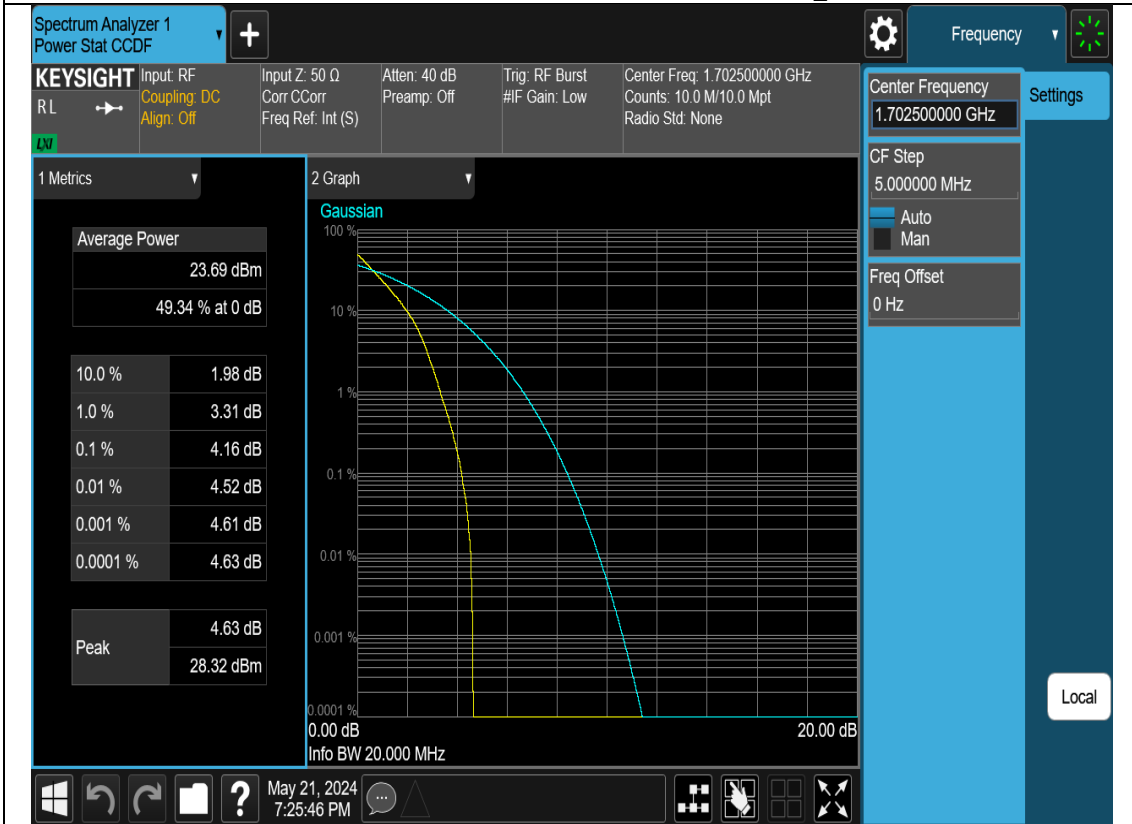 Spectrum Analyzer 1
Power Stat CCDF
Frequency
KEYSIGHT
RL
LXI
Input: RF
Coupling: DC
Align: Off
Input Z: 50 Ω
Corr CCorr
Freq Ref: Int (S)
Atten: 40 dB
Preamp: Off
Trig: RF Burst
#IF Gain: Low
Center Freq: 1.702500000 GHz
Counts: 10.0 M/10.0 Mpt
Radio Std: None
Center Frequency
1.702500000 GHz
Settings
CF Step
5.000000 MHz
Auto
Man
Freq Offset
0 Hz
Local
1 Metrics
Average Power
23.69 dBm
49.34 % at 0 dB
10.0 % 1.98 dB
1.0 % 3.31 dB
0.1 % 4.16 dB
0.01 % 4.52 dB
0.001 % 4.61 dB
0.0001 % 4.63 dB
Peak 4.63 dB
28.32 dBm
2 Graph
Gaussian
100 %
10 %
1 %
0.1 %
0.01 %
0.001 %
0.0001 %
0.00 dB 20.00 dB
Info BW 20.000 MHz
?
May 21, 2024
7:25:46 PM